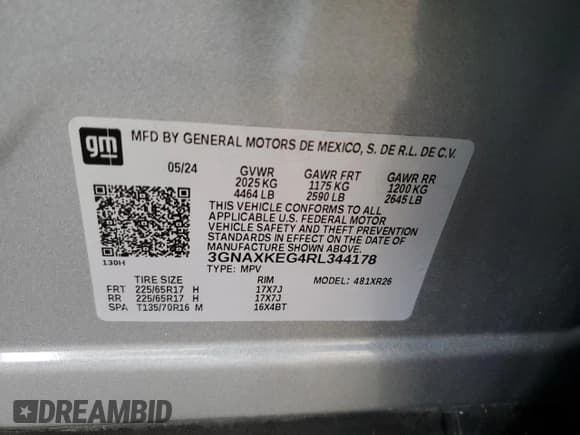 gm
MFD BY GENERAL MOTORS DE MEXICO, S. DE R.L. DE C.V.
05/24 GVWR GAWR FRT GAWR RR
2025 KG 1175 KG 1200 KG
4464 LB 2590 LB 2645 LB
THIS VEHICLE CONFORMS TO ALL
APPLICABLE U.S. FEDERAL MOTOR
VEHICLE SAFETY AND THEFT PREVENTION
STANDARDS IN EFFECT ON THE DATE OF
MANUFACTURE SHOWN ABOVE.
3GNAXKEG4RL344178
130H TYPE: MPV MODEL: 481XR26
TIRE SIZE RIM
FRT 225/65R17 H 17X7J
RR 225/65R17 H 17X7J
SPA T135/70R16 M 16X4BT
DREAMBID